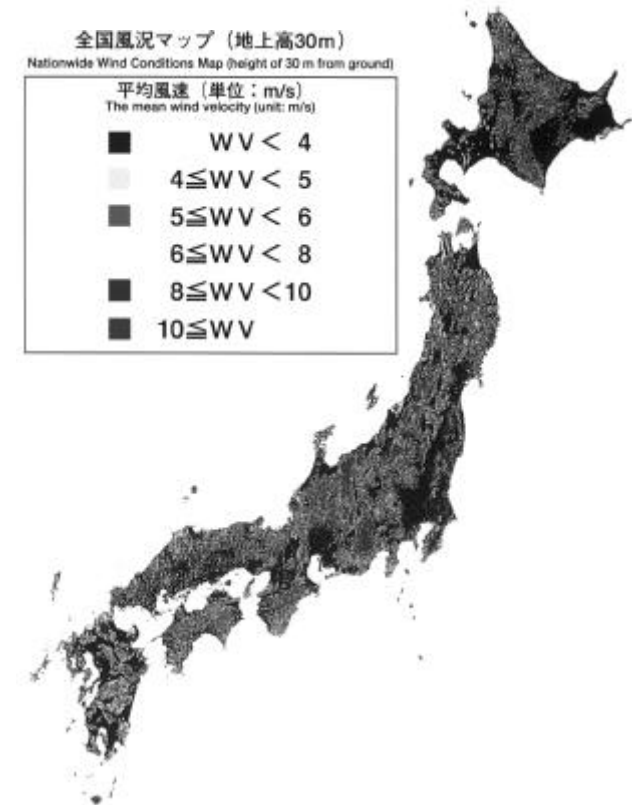 全国風況マップ（地上高30m）
Nationwide Wind Conditions Map (height of 30 m from ground)
平均風速（単位：m/s）
The mean wind velocity (unit: m/s)
WV＜ 4
4≦WV＜ 5
5≦WV＜ 6
6≦WV＜ 8
8≦WV＜10
10≦WV